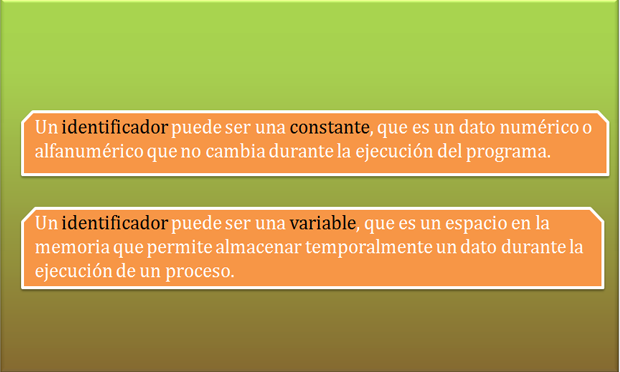 Un identificador puede ser una constante, que es un dato numérico o
alfanumérico que no cambia durante la ejecución del programa.
Un identificador puede ser una variable, que es un espacio en la
memoria que permite almacenar temporalmente un dato durante la
ejecución de un proceso.